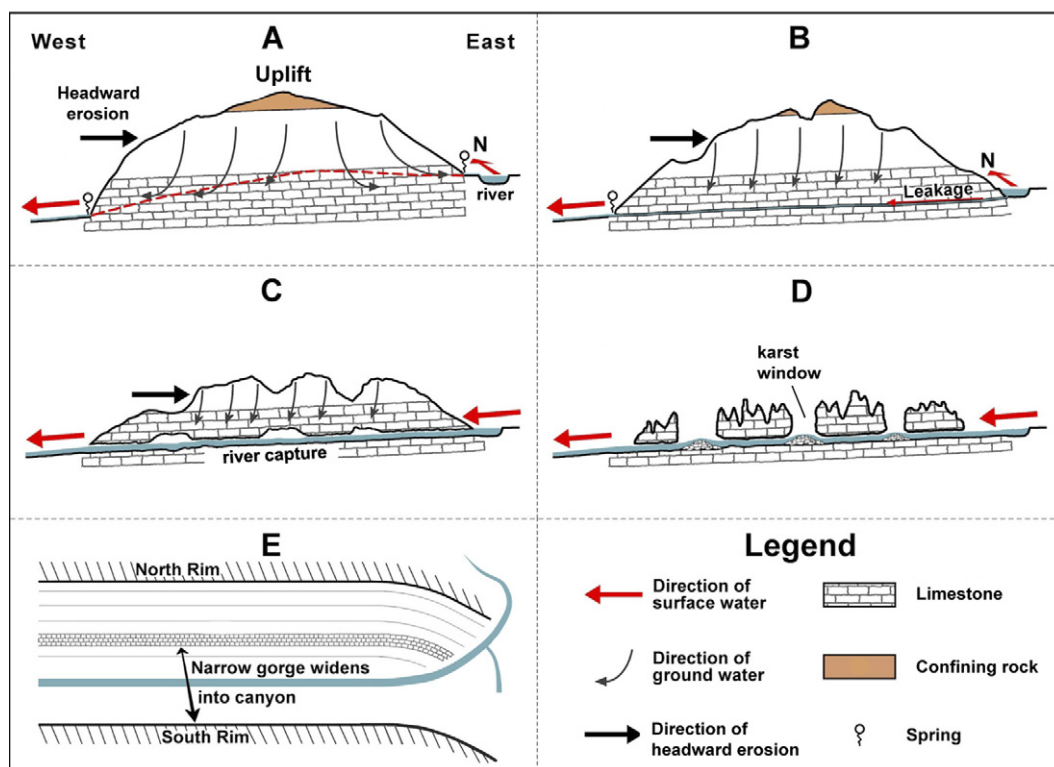 West
A
East
Uplift
Headward
erosion
N
river
B
N
Leakage
C
river capture
D
karst
window
E
North Rim
Narrow gorge widens
into canyon
South Rim
Legend
Direction of
surface water
Limestone
Direction of
ground water
Confining rock
Direction of
headward erosion
Spring